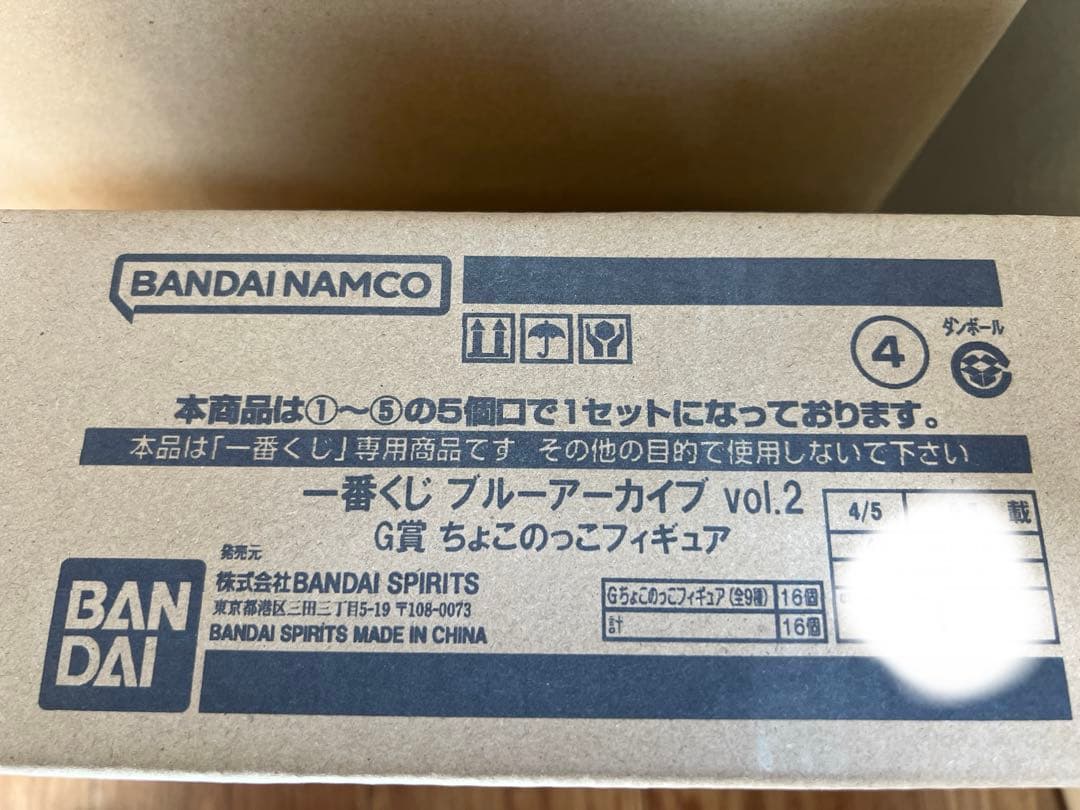 BANDAI NAMCO
④
ダンボール
本商品は①～⑤の5個口で1セットになっております。
本品は「一番くじ」専用商品です その他の目的で使用しないで下さい
一番くじ ブルーアーカイブ vol.2
G賞 ちょこのっこフィギュア
4/5
載
発売元
株式会社BANDAI SPIRITS
東京都港区三田三丁目5-19 〒108-0073
BANDAI SPIRITS MADE IN CHINA
Gちょこのっこフィギュア(全9種) 16個
計 16個
BAN
DAI